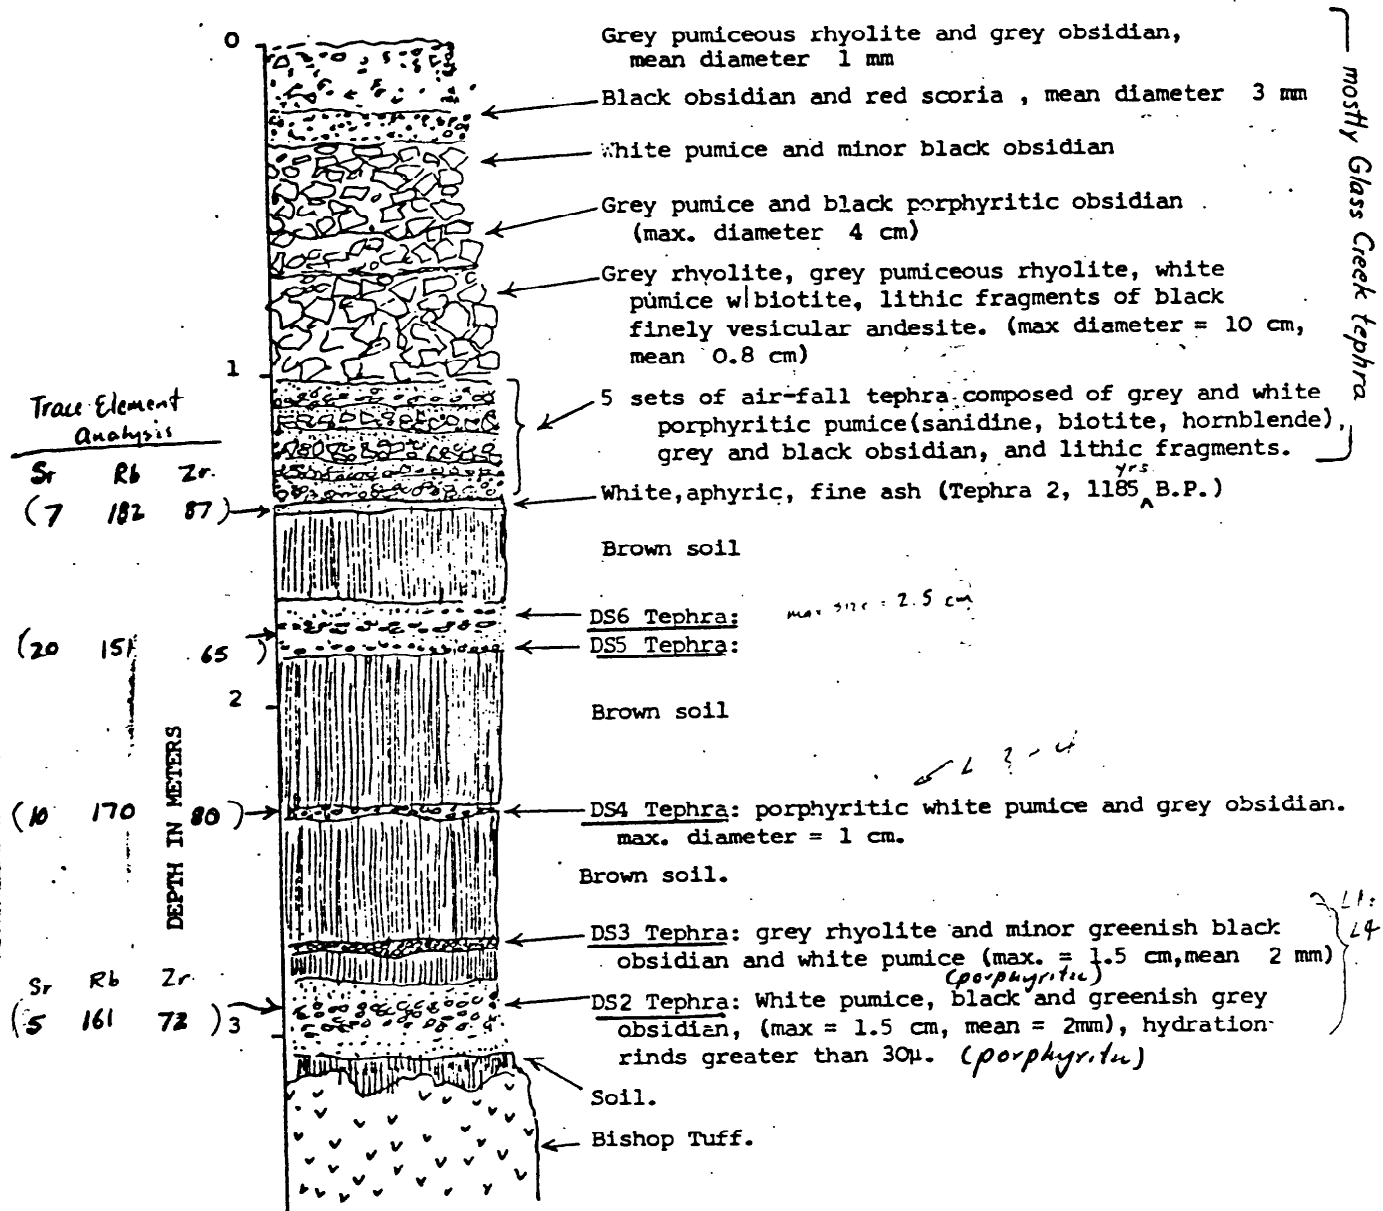 0
Grey pumiceous rhyolite and grey obsidian,
mean diameter 1 mm
Black obsidian and red scoria , mean diameter 3 mm
White pumice and minor black obsidian
Grey pumice and black porphyritic obsidian
(max. diameter 4 cm)
Grey rhyolite, grey pumiceous rhyolite, white
pumice w/biotite, lithic fragments of black
finely vesicular andesite. (max diameter = 10 cm,
mean 0.8 cm)
1
mostly Glass Creek tephra
5 sets of air-fall tephra composed of grey and white
porphyritic pumice(sanidine, biotite, hornblende),
grey and black obsidian, and lithic fragments.
Trace Element
Analysis
Sr Rb Zr.
(7 182 87)
yrs
White,aphyric, fine ash (Tephra 2, 1185 ^ B.P.)
Brown soil
DS6 Tephra: max size = 2.5 cm
DS5 Tephra:
(20 151 65)
2
Brown soil
DEPTH IN METERS
(10 170 80)
DS4 Tephra: porphyritic white pumice and grey obsidian.
max. diameter = 1 cm.
Brown soil.
DS3 Tephra: grey rhyolite and minor greenish black
obsidian and white pumice (max. = 1.5 cm,mean 2 mm)
(porphyritic)
Sr Rb Zr.
(5 161 72)
3
DS2 Tephra: White pumice, black and greenish grey
obsidian, (max = 1.5 cm, mean = 2mm), hydration
rinds greater than 30µ. (porphyritic)
Soil.
Bishop Tuff.